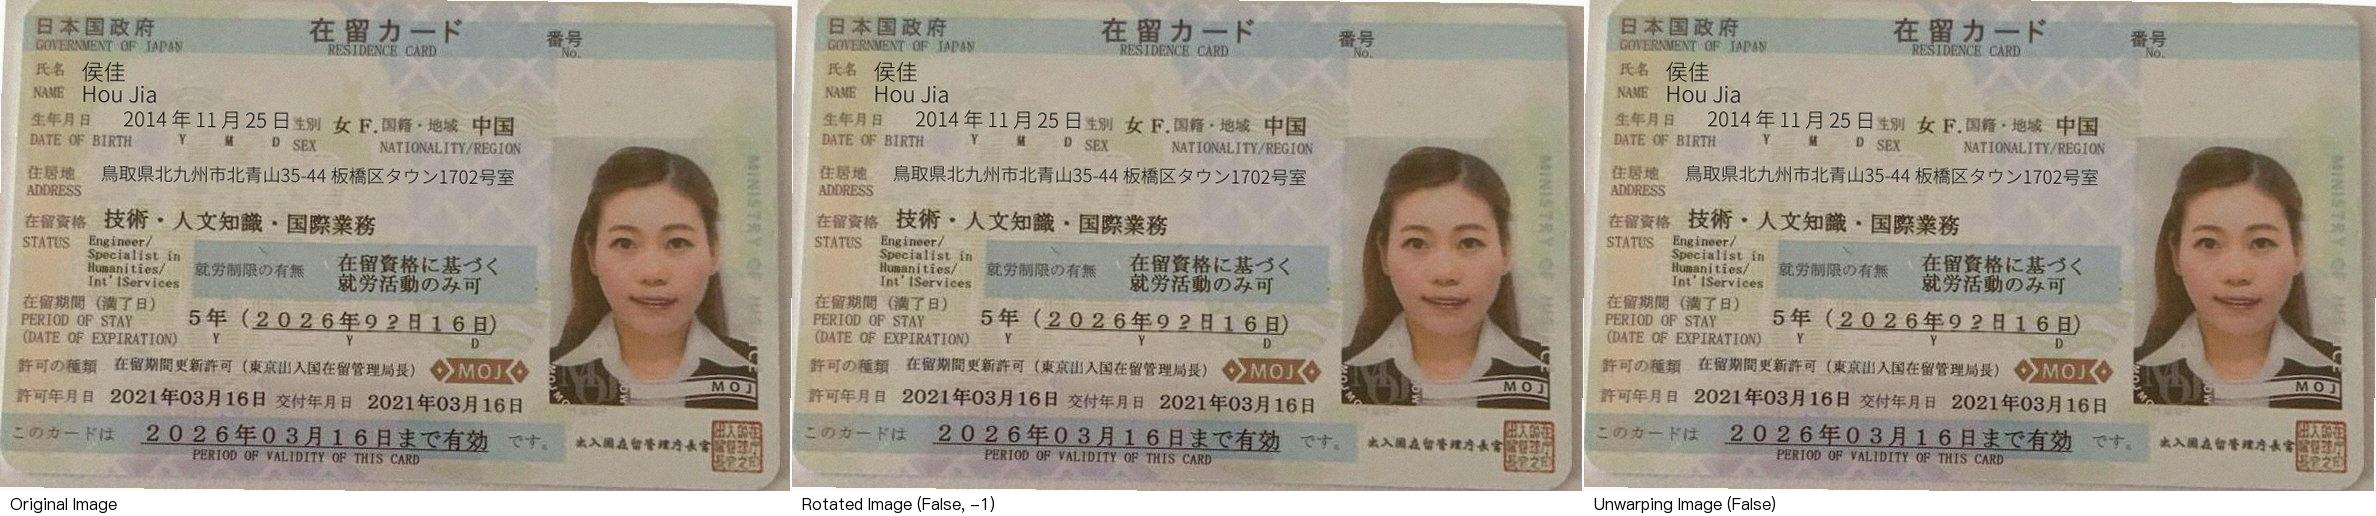 日本国政府 在留カード 番号
GOVERNMENT OF JAPAN RESIDENCE CARD No.
氏名 侯佳
NAME Hou Jia
生年月日 2014年11月25日 性別 女 F. 国籍・地域 中国
DATE OF BIRTH Y M D SEX NATIONALITY/REGION
住居地 鳥取県北九州市北青山35-44 板橋区タウン1702号室
ADDRESS
在留資格 技術・人文知識・国際業務
STATUS Engineer/
Specialist in
Humanities/
Int'lServices
就労制限の有無 在留資格に基づく
就労活動のみ可
在留期間(満了日)
PERIOD OF STAY 5年(2026年92月16日)
(DATE OF EXPIRATION) Y Y D
許可の種類 在留期間更新許可(東京出入国在留管理局長) MOJ
許可年月日 2021年03月16日 交付年月日 2021年03月16日
このカードは 2026年03月16日まで有効 です。
PERIOD OF VALIDITY OF THIS CARD
出入国在留管理庁長官
MINISTRY OF
MOJ
Original Image
日本国政府 在留カード 番号
GOVERNMENT OF JAPAN RESIDENCE CARD No.
氏名 侯佳
NAME Hou Jia
生年月日 2014年11月25日 性別 女 F. 国籍・地域 中国
DATE OF BIRTH Y M D SEX NATIONALITY/REGION
住居地 鳥取県北九州市北青山35-44 板橋区タウン1702号室
ADDRESS
在留資格 技術・人文知識・国際業務
STATUS Engineer/
Specialist in
Humanities/
Int'lServices
就労制限の有無 在留資格に基づく
就労活動のみ可
在留期間(満了日)
PERIOD OF STAY 5年(2026年92月16日)
(DATE OF EXPIRATION) Y Y D
許可の種類 在留期間更新許可(東京出入国在留管理局長) MOJ
許可年月日 2021年03月16日 交付年月日 2021年03月16日
このカードは 2026年03月16日まで有効 です。
PERIOD OF VALIDITY OF THIS CARD
出入国在留管理庁長官
MINISTRY OF
MOJ
Rotated Image (False, -1)
日本国政府 在留カード 番号
GOVERNMENT OF JAPAN RESIDENCE CARD No.
氏名 侯佳
NAME Hou Jia
生年月日 2014年11月25日 性別 女 F. 国籍・地域 中国
DATE OF BIRTH Y M D SEX NATIONALITY/REGION
住居地 鳥取県北九州市北青山35-44 板橋区タウン1702号室
ADDRESS
在留資格 技術・人文知識・国際業務
STATUS Engineer/
Specialist in
Humanities/
Int'lServices
就労制限の有無 在留資格に基づく
就労活動のみ可
在留期間(満了日)
PERIOD OF STAY 5年(2026年92月16日)
(DATE OF EXPIRATION) Y Y D
許可の種類 在留期間更新許可(東京出入国在留管理局長) MOJ
許可年月日 2021年03月16日 交付年月日 2021年03月16日
このカードは 2026年03月16日まで有効 です。
PERIOD OF VALIDITY OF THIS CARD
出入国在留管理庁長官
MINISTRY OF
MOJ
Unwarping Image (False)